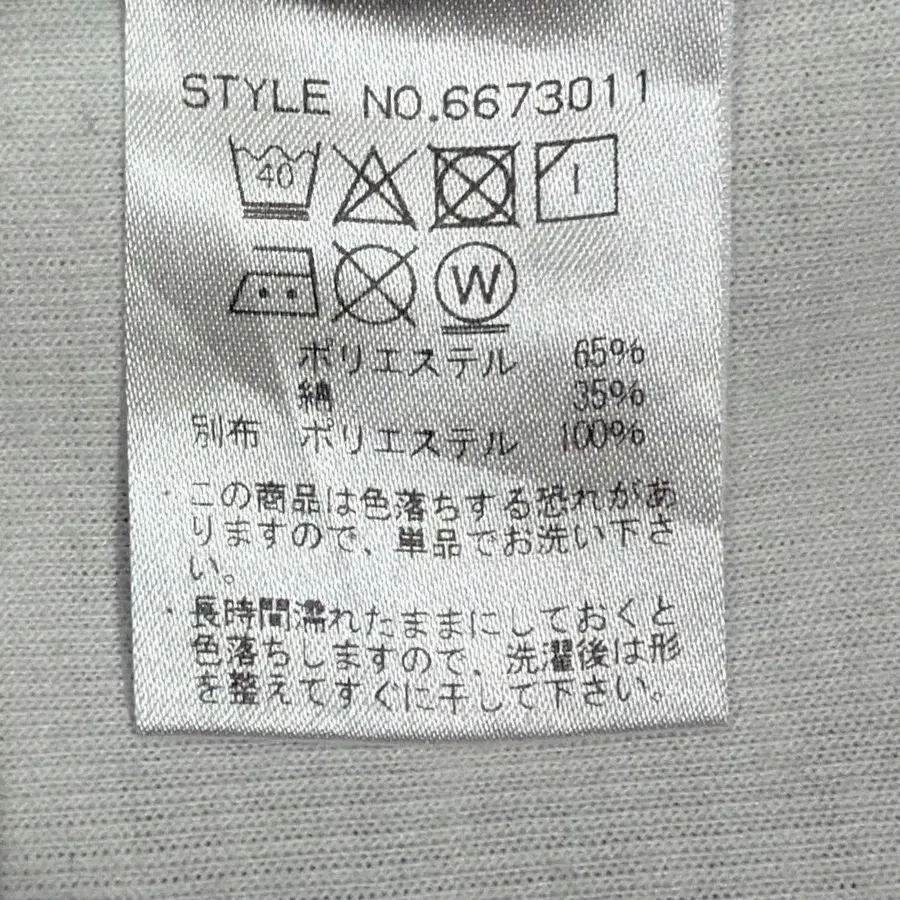 STYLE NO.6673011
40
W
ポリエステル 65%
綿 35%
別布 ポリエステル 100%
・この商品は色落ちする恐れがあ
りますので、単品でお洗い下さ
い。
・長時間濡れたままにしておくと
色落ちしますので、洗濯後は形
を整えてすぐに干して下さい。